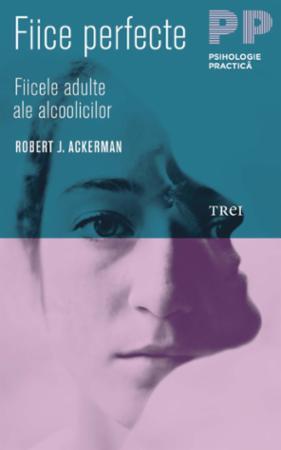 Fiice perfecte
PP
PSIHOLOGIE
PRACTICĂ
Fiicele adulte
ale alcoolicilor
ROBERT J. ACKERMAN
TREI